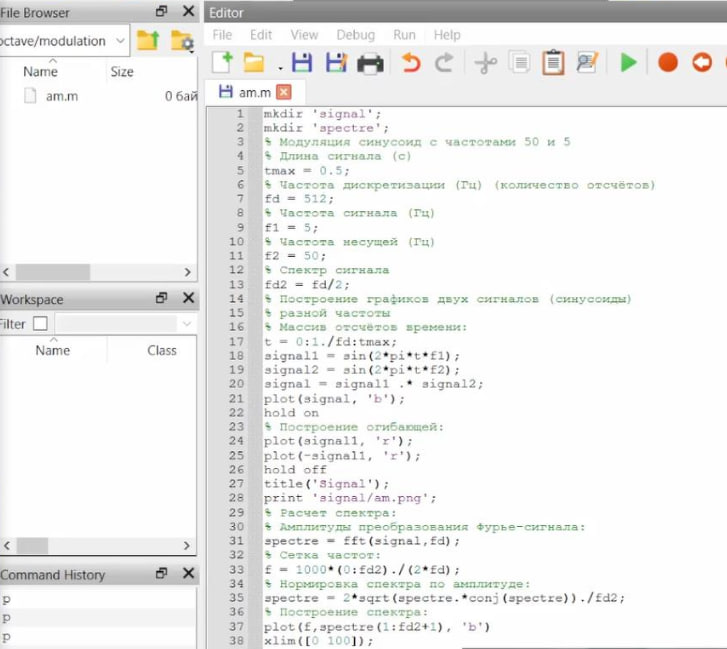 File Browser
octave/modulation
Name
Size
am.m
0 бай
Workspace
Filter
Name
Class
Command History
p
p
p
Editor
File Edit View Debug Run Help
am.m
1 mkdir 'signal';
2 mkdir 'spectre';
3 % Модуляция синусоид с частотами 50 и 5
4 % Длина сигнала (с)
5 tmax = 0.5;
6 % Частота дискретизации (Гц) (количество отсчётов)
7 fd = 512;
8 % Частота сигнала (Гц)
9 f1 = 5;
10 % Частота несущей (Гц)
11 f2 = 50;
12 % Спектр сигнала
13 fd2 = fd/2;
14 % Построение графиков двух сигналов (синусоиды)
15 % разной частоты
16 % Массив отсчётов времени:
17 t = 0:1./fd:tmax;
18 signal1 = sin(2*pi*t*f1);
19 signal2 = sin(2*pi*t*f2);
20 signal = signal1 .* signal2;
21 plot(signal, 'b');
22 hold on
23 % Построение огибающей:
24 plot(signal1, 'r');
25 plot(-signal1, 'r');
26 hold off
27 title('Signal');
28 print 'signal/am.png';
29 % Расчет спектра:
30 % Амплитуды преобразования Фурье-сигнала:
31 spectre = fft(signal,fd);
32 % Сетка частот:
33 f = 1000*(0:fd2)./(2*fd);
34 % Нормировка спектра по амплитуде:
35 spectre = 2*sqrt(spectre.*conj(spectre))./fd2;
36 % Построение спектра:
37 plot(f,spectre(1:fd2+1), 'b')
38 xlim([0 100]);